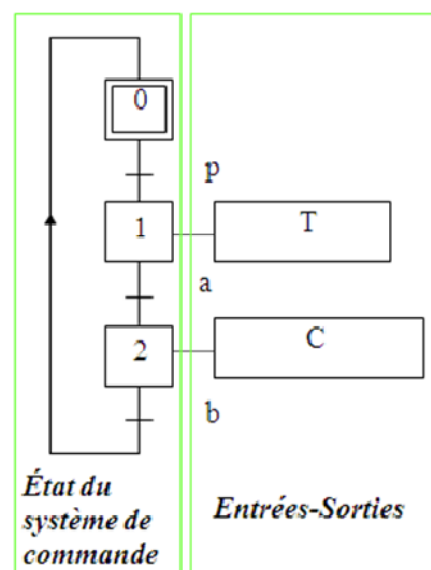 0
p
1
T
a
2
C
b
État du
système de
commande
Entrées-Sorties